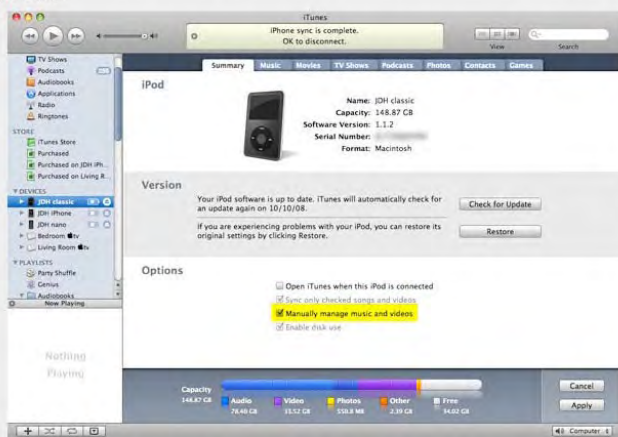 iTunes
iPhone sync is complete.
OK to disconnect.
View
Search
TV Shows
Podcasts
Audiobooks
Applications
Radio
Ringtones
STORE
iTunes Store
Purchased
Purchased on JDH iPh...
Purchased on Living R...
DEVICES
JDH classic
JDH iPhone
JDH nano
Bedroom tv
Living Room tv
PLAYLISTS
Party Shuffle
Genius
Audiobooks
Now Playing
Nothing
Playing
Summary Music Movies TV Shows Podcasts Photos Contacts Games
iPod
Name: JDH classic
Capacity: 148.87 GB
Software Version: 1.1.2
Serial Number:
Format: Macintosh
Version
Your iPod software is up to date. iTunes will automatically check for
an update again on 10/10/08.
Check for Update
If you are experiencing problems with your iPod, you can restore its
original settings by clicking Restore.
Restore
Options
Open iTunes when this iPod is connected
Sync only checked songs and videos
Manually manage music and videos
Enable disk use
Capacity
148.87 GB
Audio
78.40 GB
Video
33.52 GB
Photos
550.8 MB
Other
2.39 GB
Free
34.02 GB
Cancel
Apply
Computer